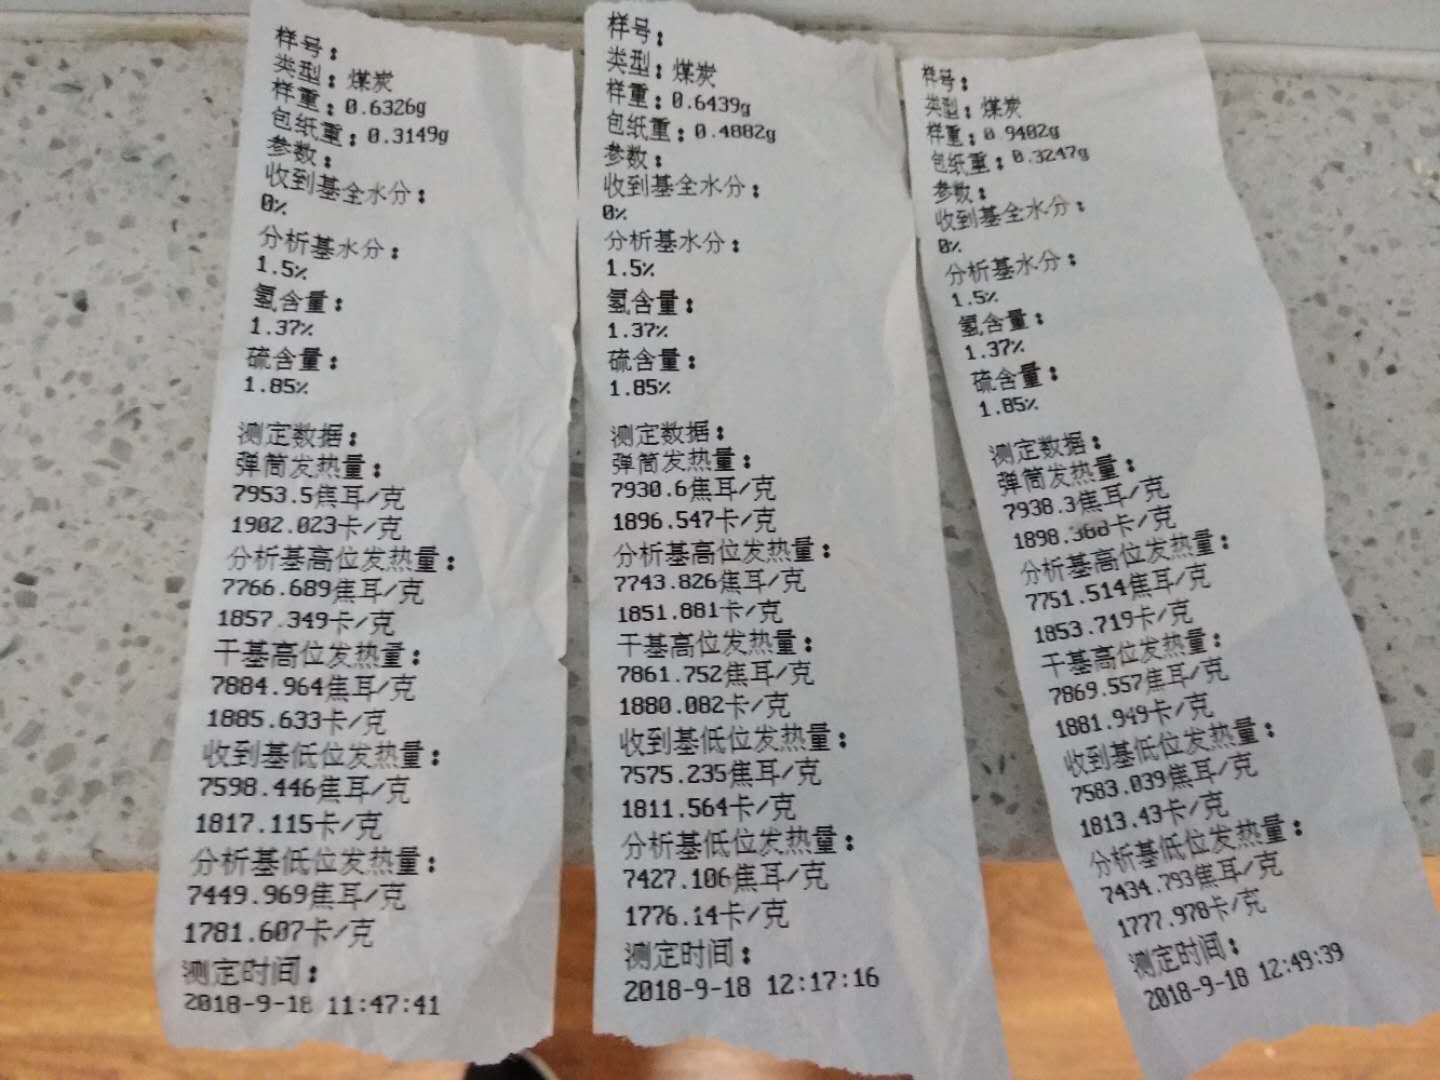 样号：
类型：煤炭
样重：0.6326g
包纸重：0.3149g
参数：
收到基全水分：
0%
分析基水分：
1.5%
氢含量：
1.37%
硫含量：
1.85%
测定数据：
弹筒发热量：
7953.5焦耳/克
1902.023卡/克
分析基高位发热量：
7766.689焦耳/克
1857.349卡/克
干基高位发热量：
7884.964焦耳/克
1885.633卡/克
收到基低位发热量：
7598.446焦耳/克
1817.115卡/克
分析基低位发热量：
7449.969焦耳/克
1781.607卡/克
测定时间：
2018-9-18 11:47:41
样号：
类型：煤炭
样重：0.6439g
包纸重：0.4882g
参数：
收到基全水分：
0%
分析基水分：
1.5%
氢含量：
1.37%
硫含量：
1.85%
测定数据：
弹筒发热量：
7930.6焦耳/克
1896.547卡/克
分析基高位发热量：
7743.826焦耳/克
1851.881卡/克
干基高位发热量：
7861.752焦耳/克
1880.082卡/克
收到基低位发热量：
7575.235焦耳/克
1811.564卡/克
分析基低位发热量：
7427.106焦耳/克
1776.14卡/克
测定时间：
2018-9-18 12:17:16
样号：
类型：煤炭
样重：0.9402g
包纸重：0.3247g
参数：
收到基全水分：
0%
分析基水分：
1.5%
氢含量：
1.37%
硫含量：
1.85%
测定数据：
弹筒发热量：
7938.3焦耳/克
1898.388卡/克
分析基高位发热量：
7751.514焦耳/克
1853.719卡/克
干基高位发热量：
7869.557焦耳/克
1881.949卡/克
收到基低位发热量：
7583.039焦耳/克
1813.43卡/克
分析基低位发热量：
7434.793焦耳/克
1777.978卡/克
测定时间：
2018-9-18 12:49:39